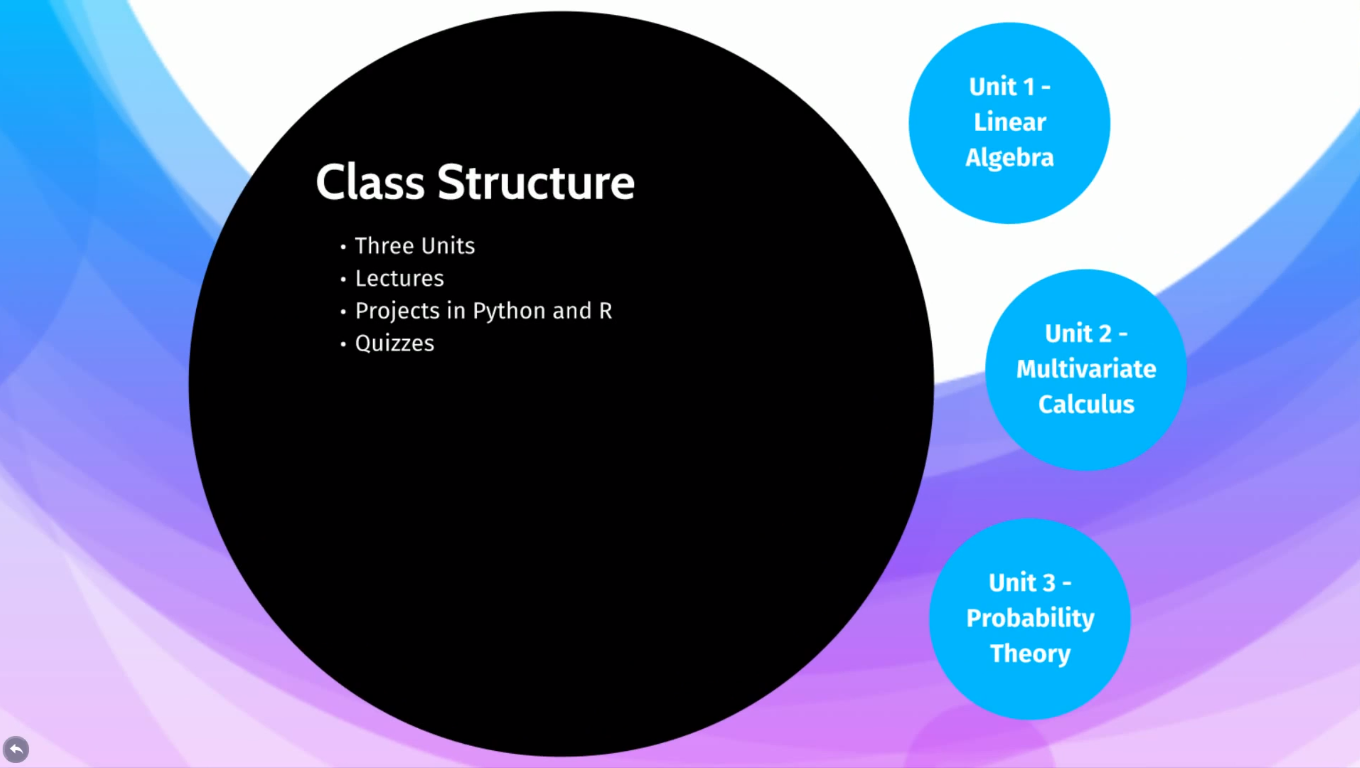 Class Structure
• Three Units
• Lectures
• Projects in Python and R
• Quizzes
Unit 1 -
Linear
Algebra
Unit 2 -
Multivariate
Calculus
Unit 3 -
Probability
Theory